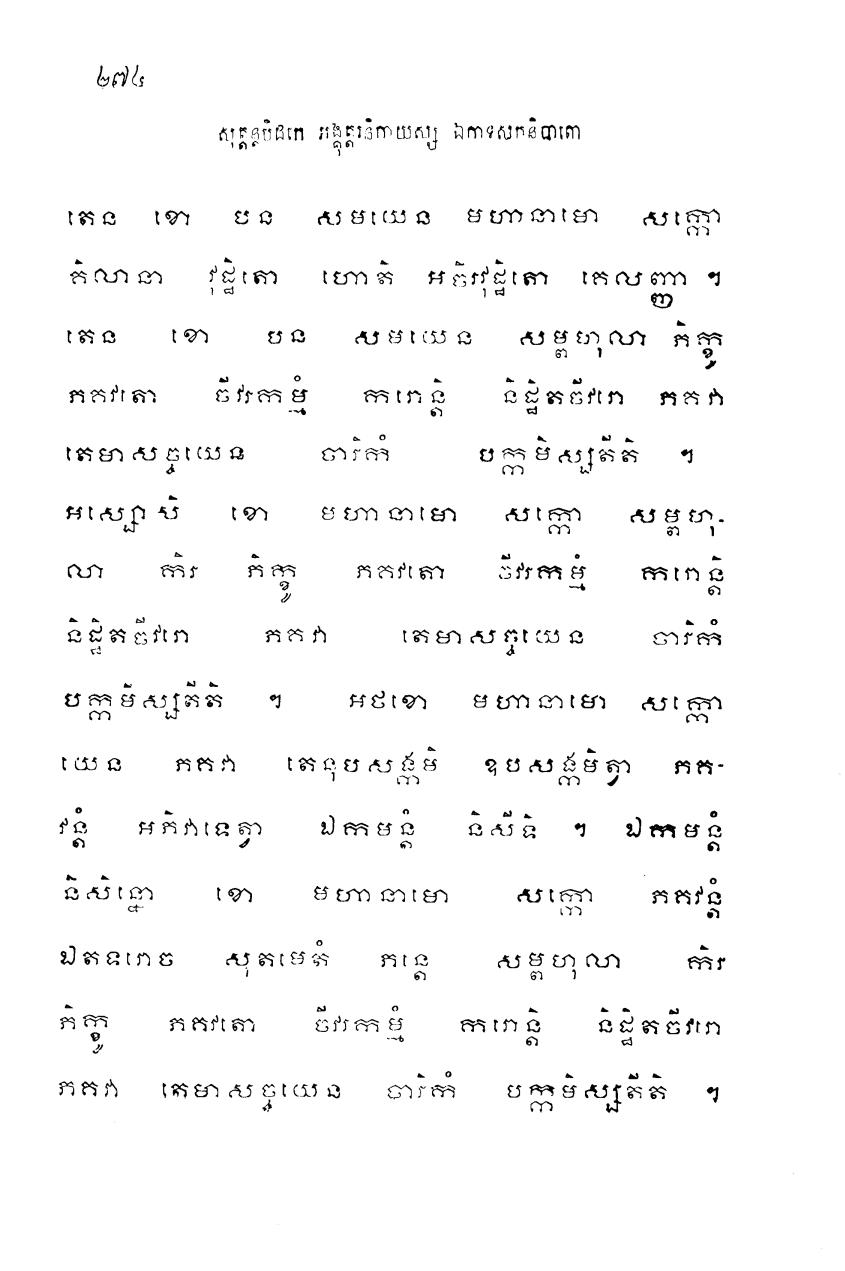 ២៧៤
សុត្តន្តបិដកេ អង្គុត្តរនិកាយស្ស ឯកាទសកនិបាតោ
តេន ខោ បន សមយេន មហានាមោ សក្កោ
គិលានា វុដ្ឋិតោ ហោតិ អចិរវុដ្ឋិតោ គេលញ្ញា ។
តេន ខោ បន សមយេន សម្ពហុលា ភិក្ខូ
ភគវតោ ចីវរកម្មំ ករោន្តិ និដ្ឋិតចីវរោ ភគវា
តេមាសច្ចយេន ចារិកំ បក្កមិស្សតីតិ ។
អស្សោសិ ខោ មហានាមោ សក្កោ សម្ពហុ-
លា កិរ ភិក្ខូ ភគវតោ ចីវរកម្មំ ករោន្តិ
និដ្ឋិតចីវរោ ភគវា តេមាសច្ចយេន ចារិកំ
បក្កមិស្សតីតិ ។ អថខោ មហានាមោ សក្កោ
យេន ភគវា តេនុបសង្កមិ ឧបសង្កមិត្វា ភគ-
វន្តំ អភិវាទេត្វា ឯកមន្តំ និសីទិ ។ ឯកមន្តំ
និសិន្នោ ខោ មហានាមោ សក្កោ ភគវន្តំ
ឯតទវោច សុតមេតំ ភន្តេ សម្ពហុលា កិរ
ភិក្ខូ ភគវតោ ចីវរកម្មំ ករោន្តិ និដ្ឋិតចីវរោ
ភគវា តេមាសច្ចយេន ចារិកំ បក្កមិស្សតីតិ ។